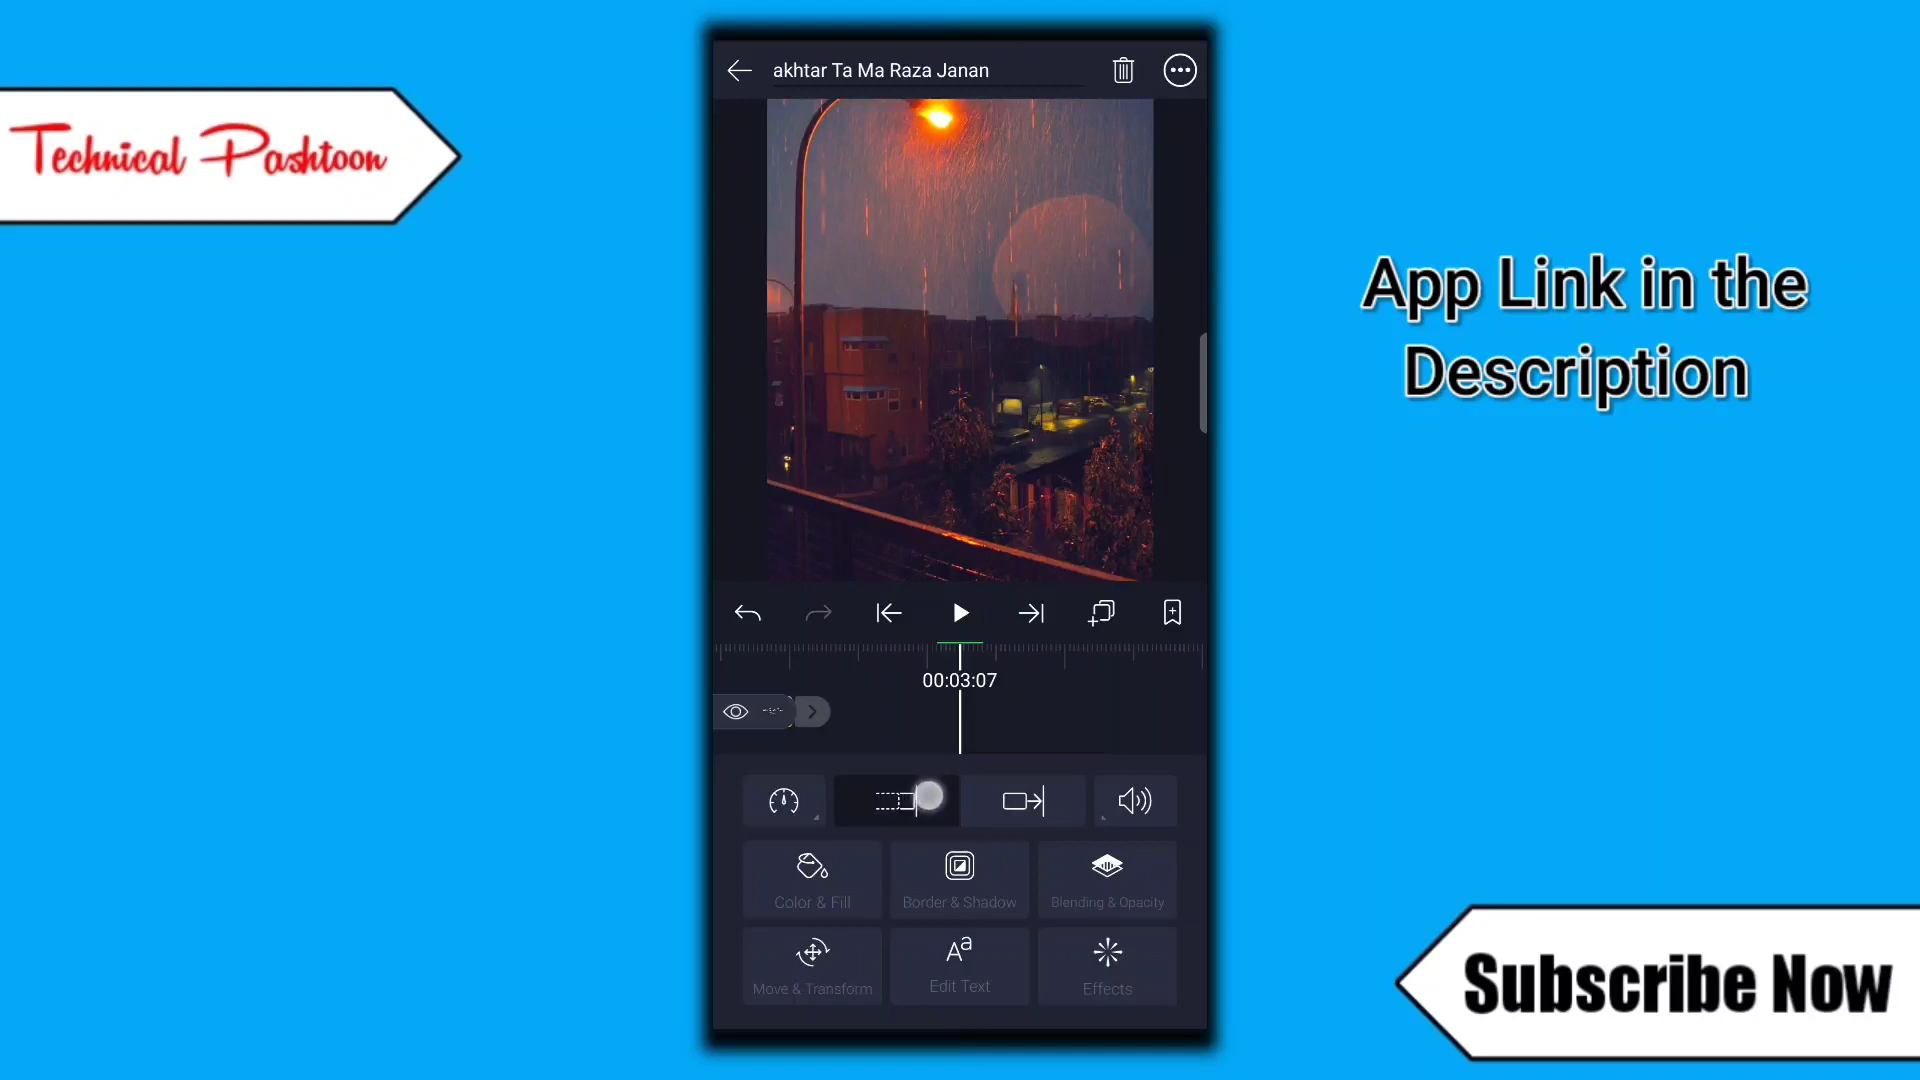 akhtar Ta Ma Raza Janan
Technical Pashtoon
App Link in the
Description
00:03:07
Color & Fill
Border & Shadow
Blending & Opacity
Move & Transform
Aa
Edit Text
Effects
Subscribe Now